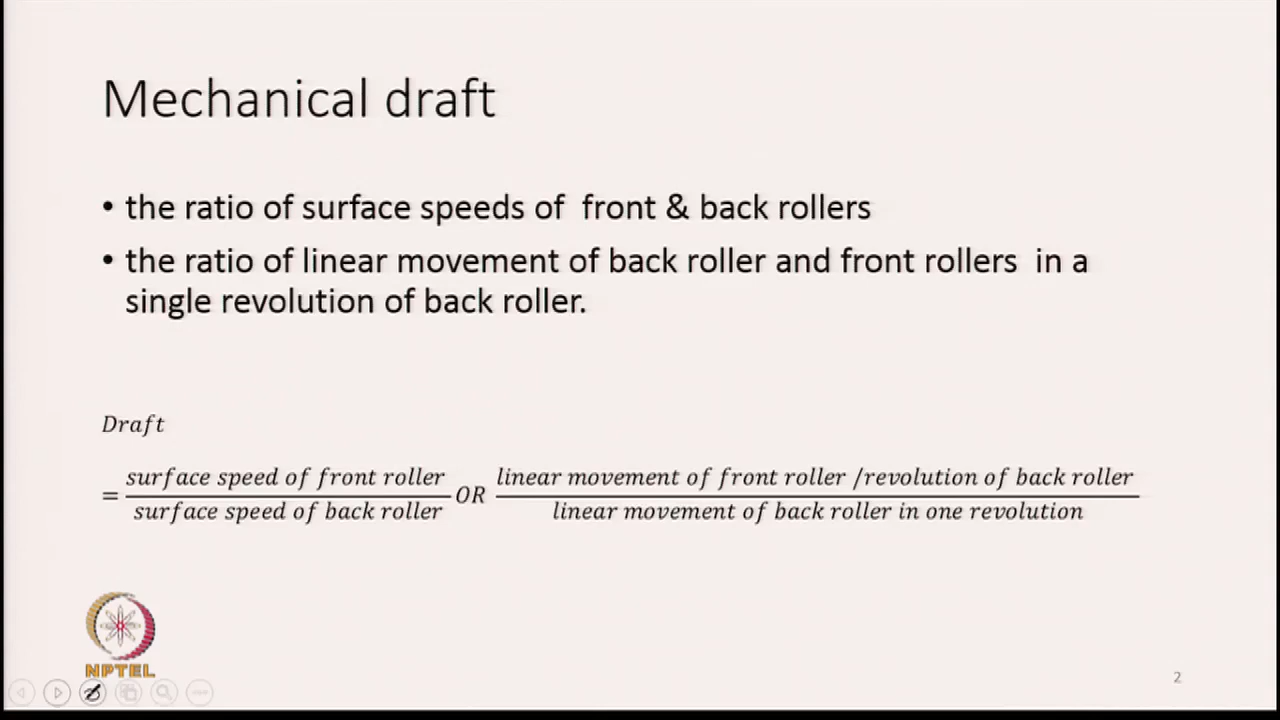 Mechanical draft
• the ratio of surface speeds of front & back rollers
• the ratio of linear movement of back roller and front rollers in a
single revolution of back roller.
Draft
= surface speed of front roller / surface speed of back roller OR linear movement of front roller /revolution of back roller / linear movement of back roller in one revolution
NPTEL
2